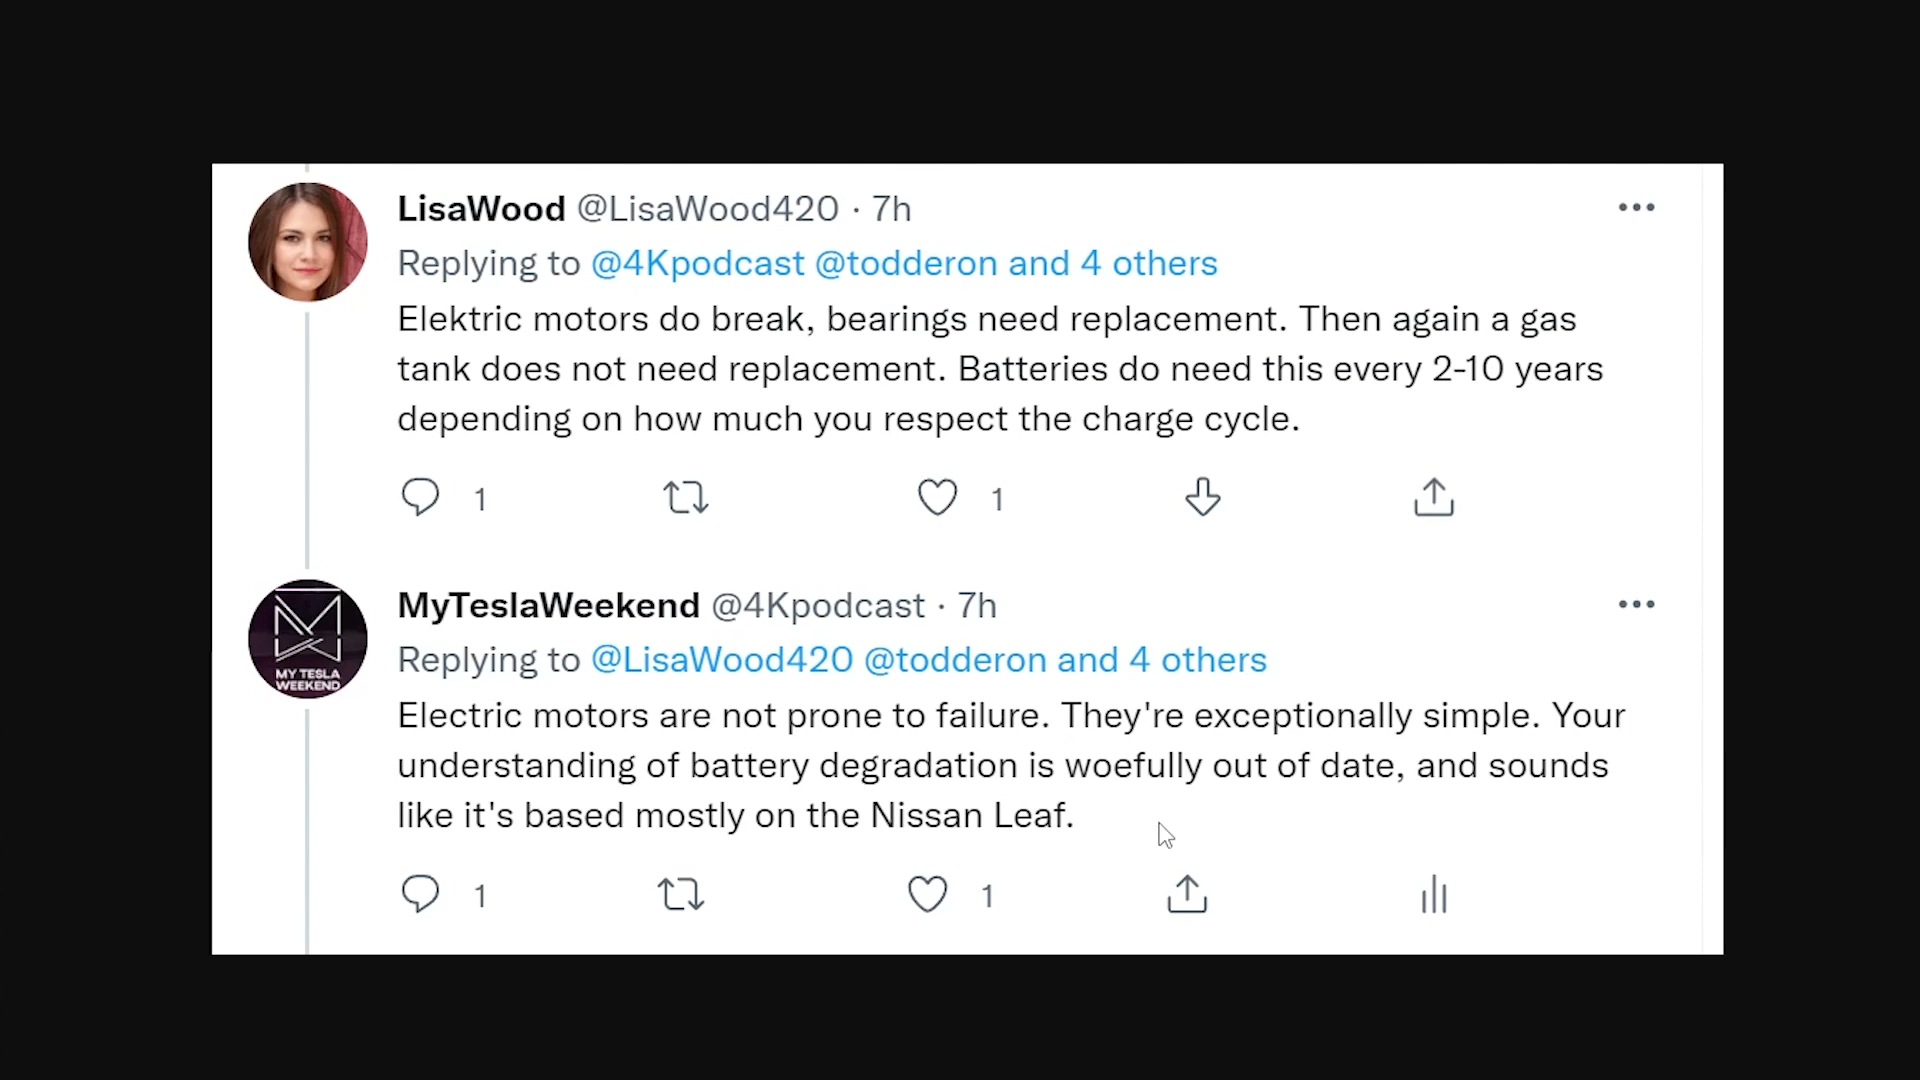 LisaWood @LisaWood420 · 7h
Replying to @4Kpodcast @todderon and 4 others
Elektric motors do break, bearings need replacement. Then again a gas
tank does not need replacement. Batteries do need this every 2-10 years
depending on how much you respect the charge cycle.
1 1
MyTeslaWeekend @4Kpodcast · 7h
MY TESLA
WEEKEND
Replying to @LisaWood420 @todderon and 4 others
Electric motors are not prone to failure. They're exceptionally simple. Your
understanding of battery degradation is woefully out of date, and sounds
like it's based mostly on the Nissan Leaf.
1 1